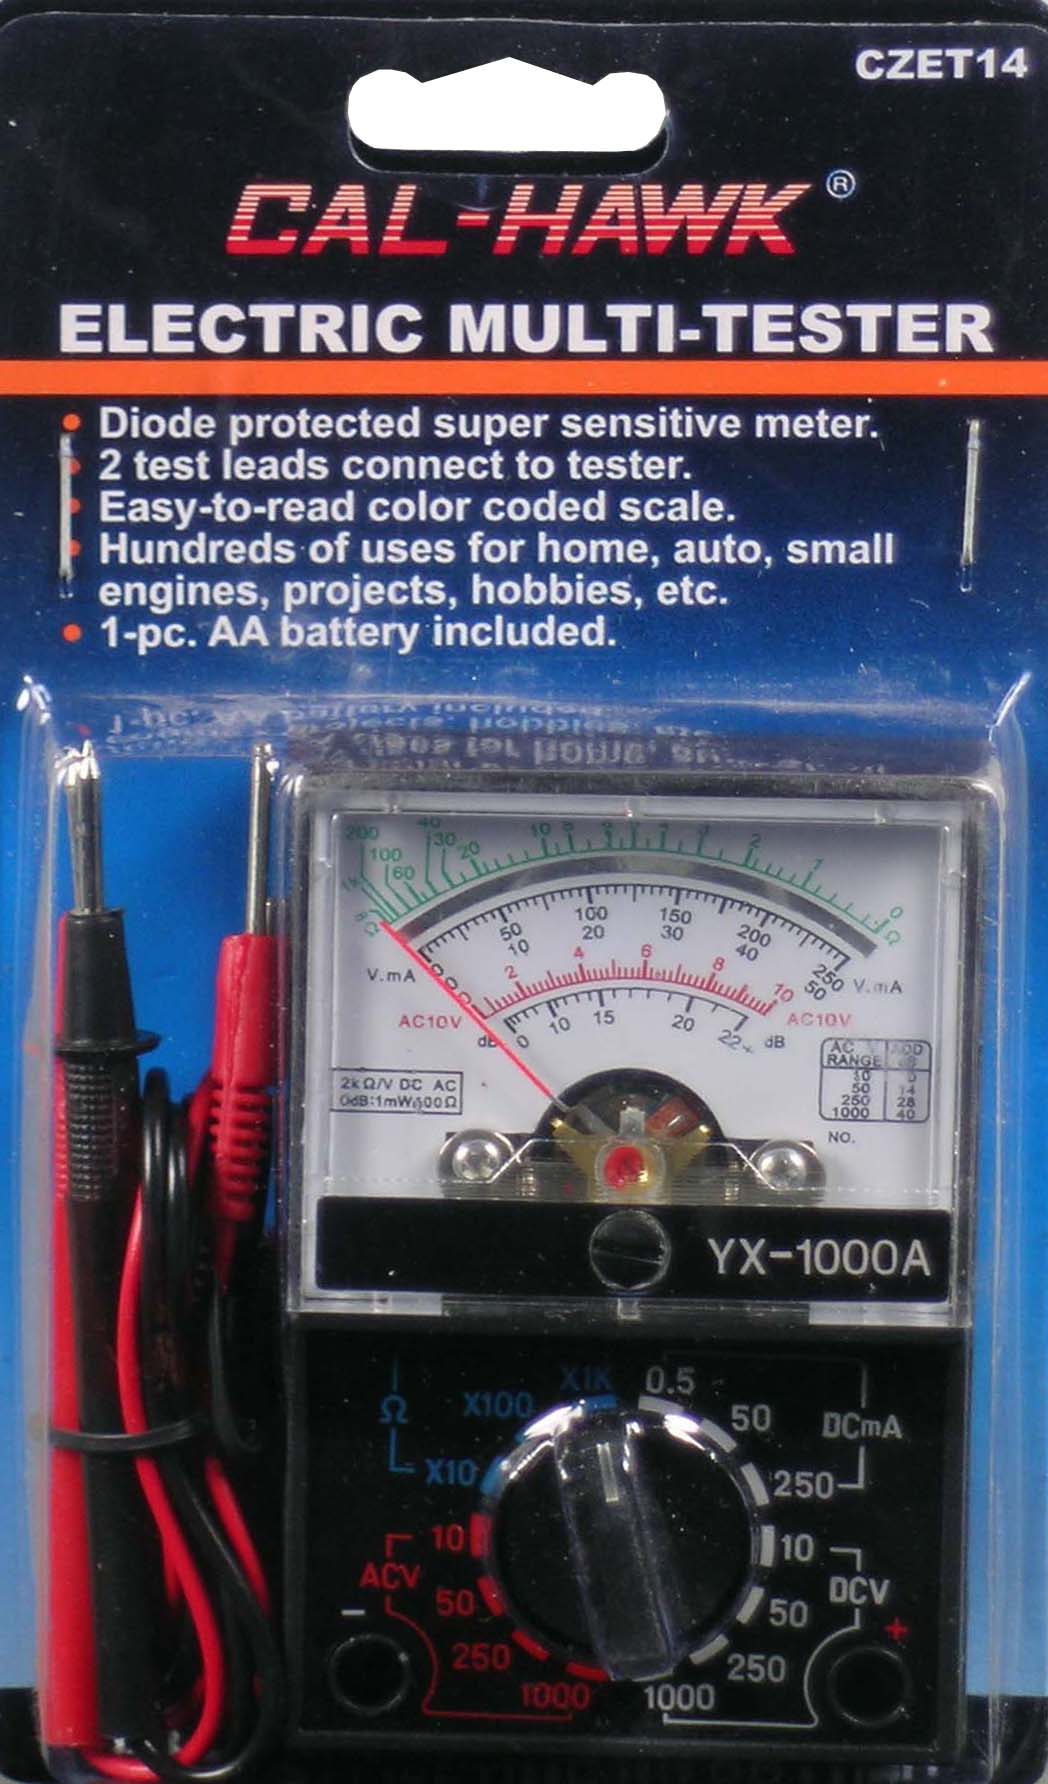 CZET14
CAL-HAWK®
ELECTRIC MULTI-TESTER
• Diode protected super sensitive meter.
• 2 test leads connect to tester.
• Easy-to-read color coded scale.
• Hundreds of uses for home, auto, small
engines, projects, hobbies, etc.
• 1-pc. AA battery included.
200 100 60 40 30 20 10 5 2 1 0
Ω Ω
0 50 100 150 200 250
V.mA 10 20 30 40 50 V.mA
0 2 4 6 8 10
AC10V AC10V
dB 0 10 15 20 22+ dB
2kΩ/V DC AC
0dB:1mW600Ω
AC RANGE ADD dB
10 0
50 14
250 28
1000 40
NO.
YX-1000A
X1K 0.5
Ω X100 50 DCmA
X10 250
10 10
ACV DCV
50 50
− +
250 250
1000 1000